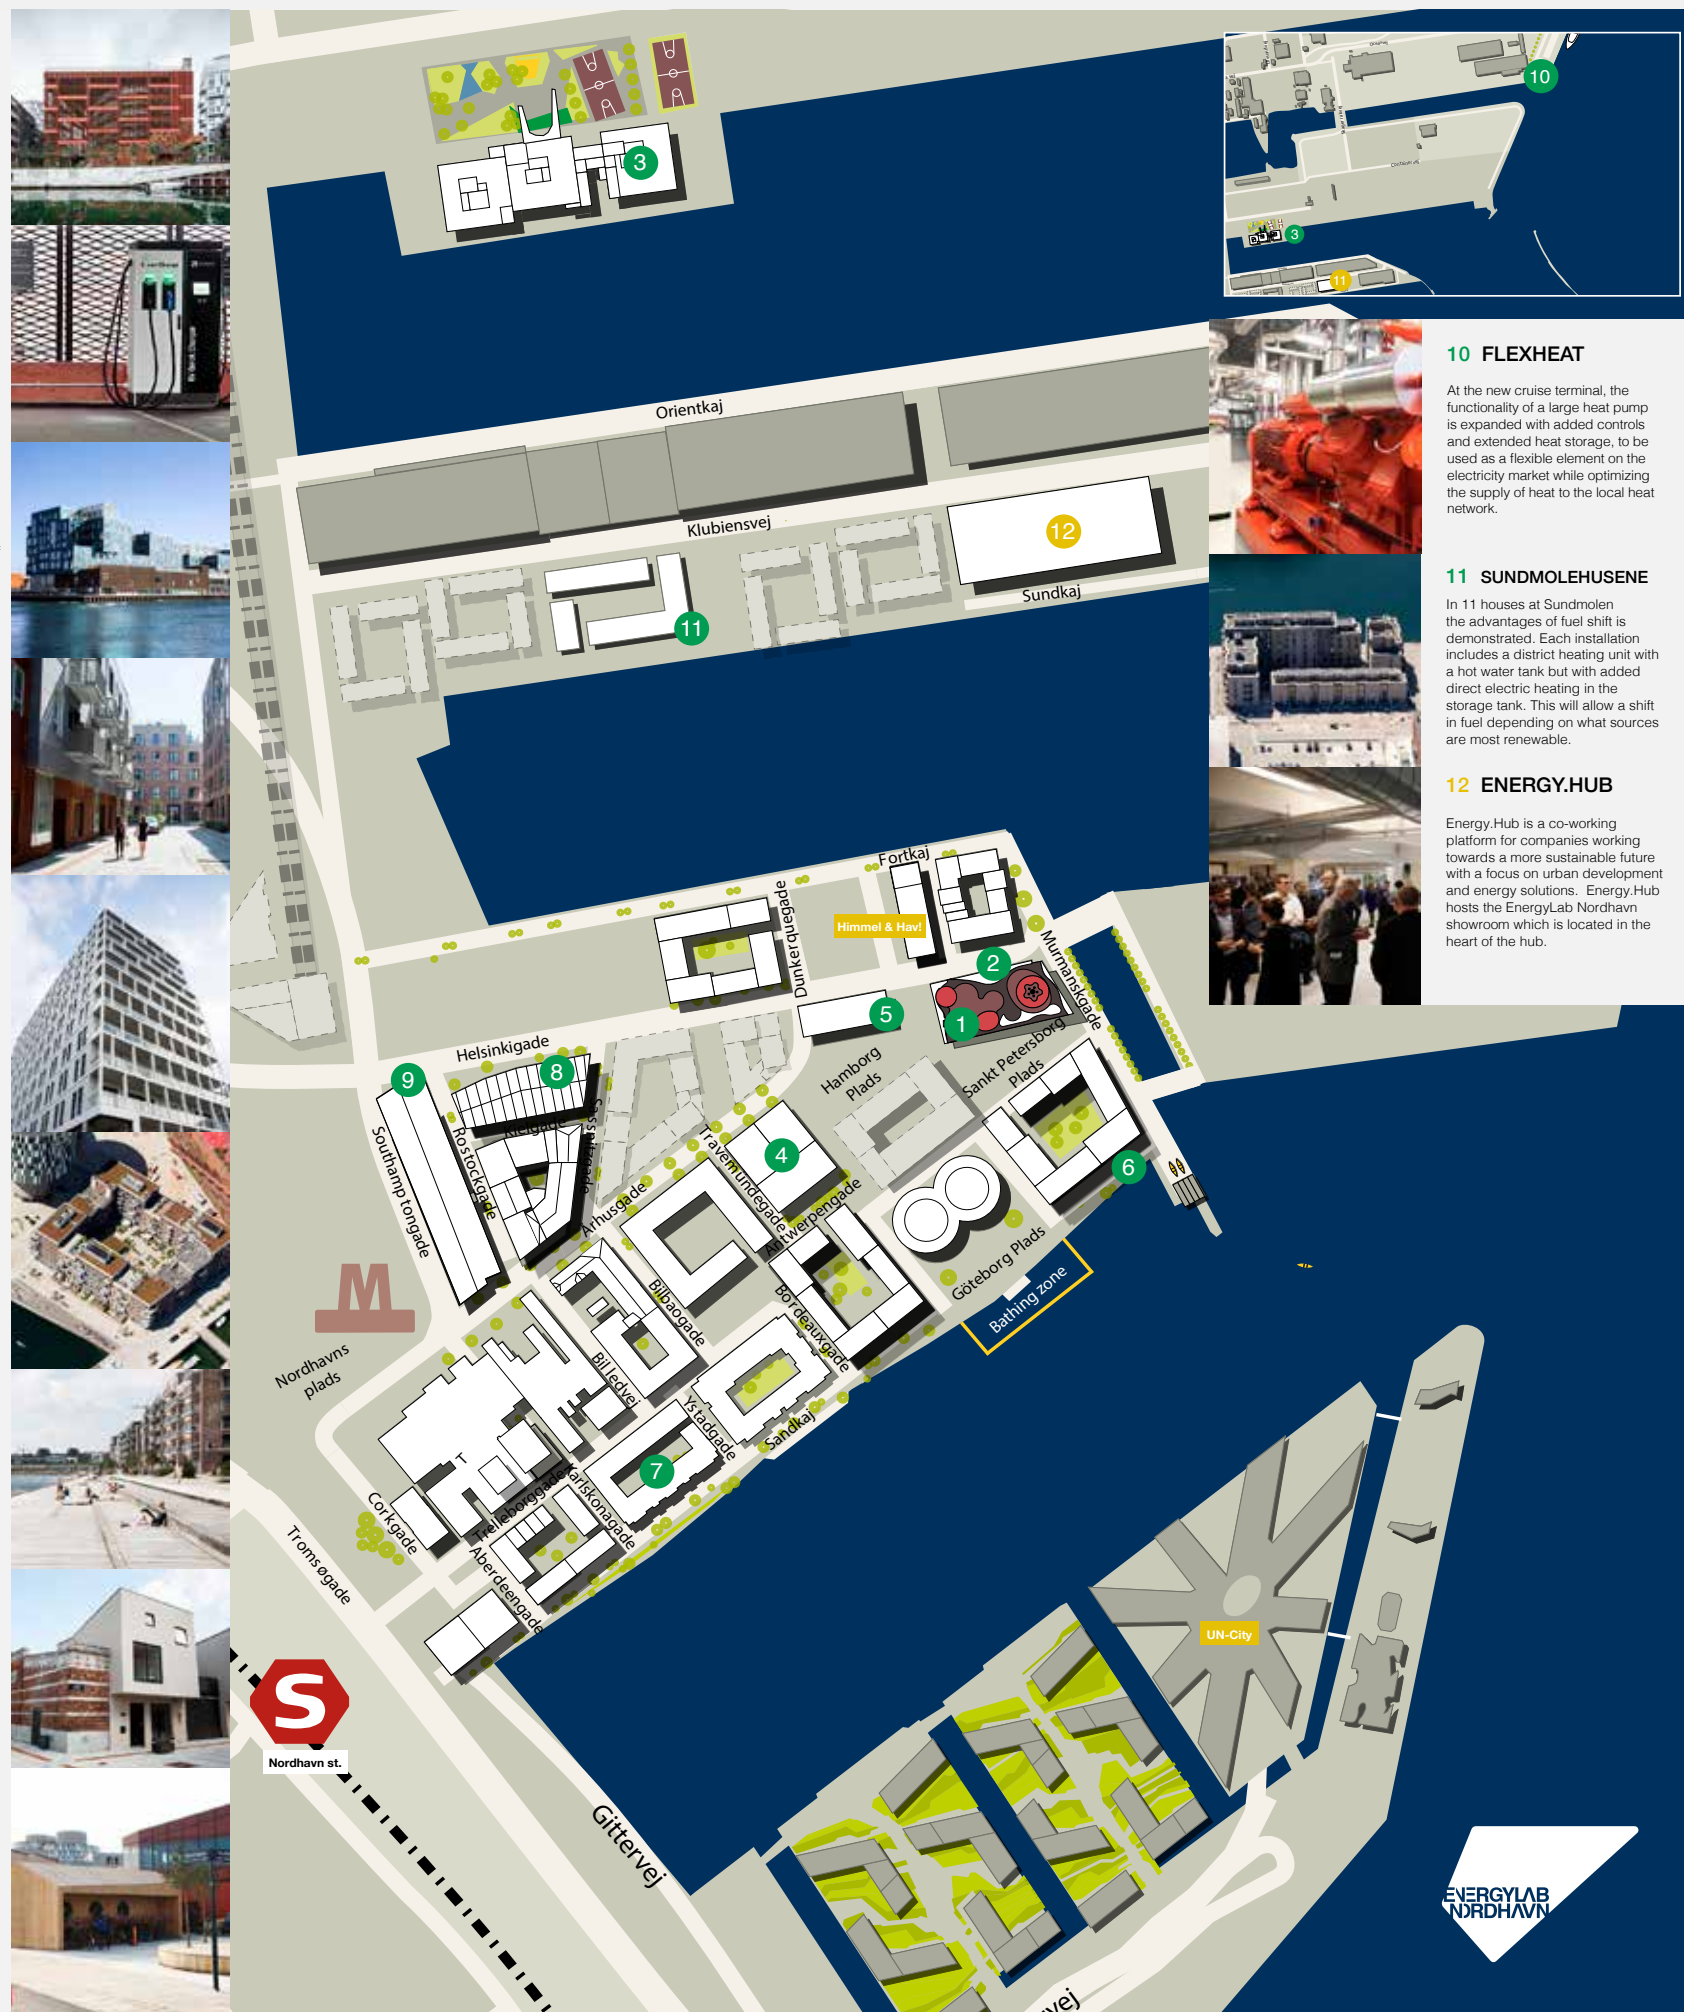 10
3
11
3
10 FLEXHEAT
At the new cruise terminal, the
functionality of a large heat pump
is expanded with added controls
and extended heat storage, to be
used as a flexible element on the
electricity market while optimizing
the supply of heat to the local heat
network.
11 SUNDMOLEHUSENE
In 11 houses at Sundmolen
the advantages of fuel shift is
demonstrated. Each installation
includes a district heating unit with
a hot water tank but with added
direct electric heating in the
storage tank. This will allow a shift
in fuel depending on what sources
are most renewable.
12 ENERGY.HUB
Energy.Hub is a co-working
platform for companies working
towards a more sustainable future
with a focus on urban development
and energy solutions. Energy.Hub
hosts the EnergyLab Nordhavn
showroom which is located in the
heart of the hub.
Orientkaj
Klubiensvej
12
Sundkaj
11
Fortkaj
Dunkerquegade
Himmel & Hav!
Murmanskgade
2
1
5
Sankt Petersborg
Plads
Hamborg
Plads
Helsinkigade
9
8
Kielgade
Sassnitzgade
Rostockgade
Southamptongade
Travemundegade
4
6
Antwerpengade
Århusgade
Göteborg Plads
Bathing zone
Bilbaogade
Bordeauxgade
M
Nordhavns
plads
Billedvej
Ystadgade
Sandkaj
7
Karlskonagade
Trelleborggade
Corkgade
Aberdeengade
Tromsøgade
UN-City
S
Nordhavn st.
Gittervej
vej
ENERGYLAB
NORDHAVN